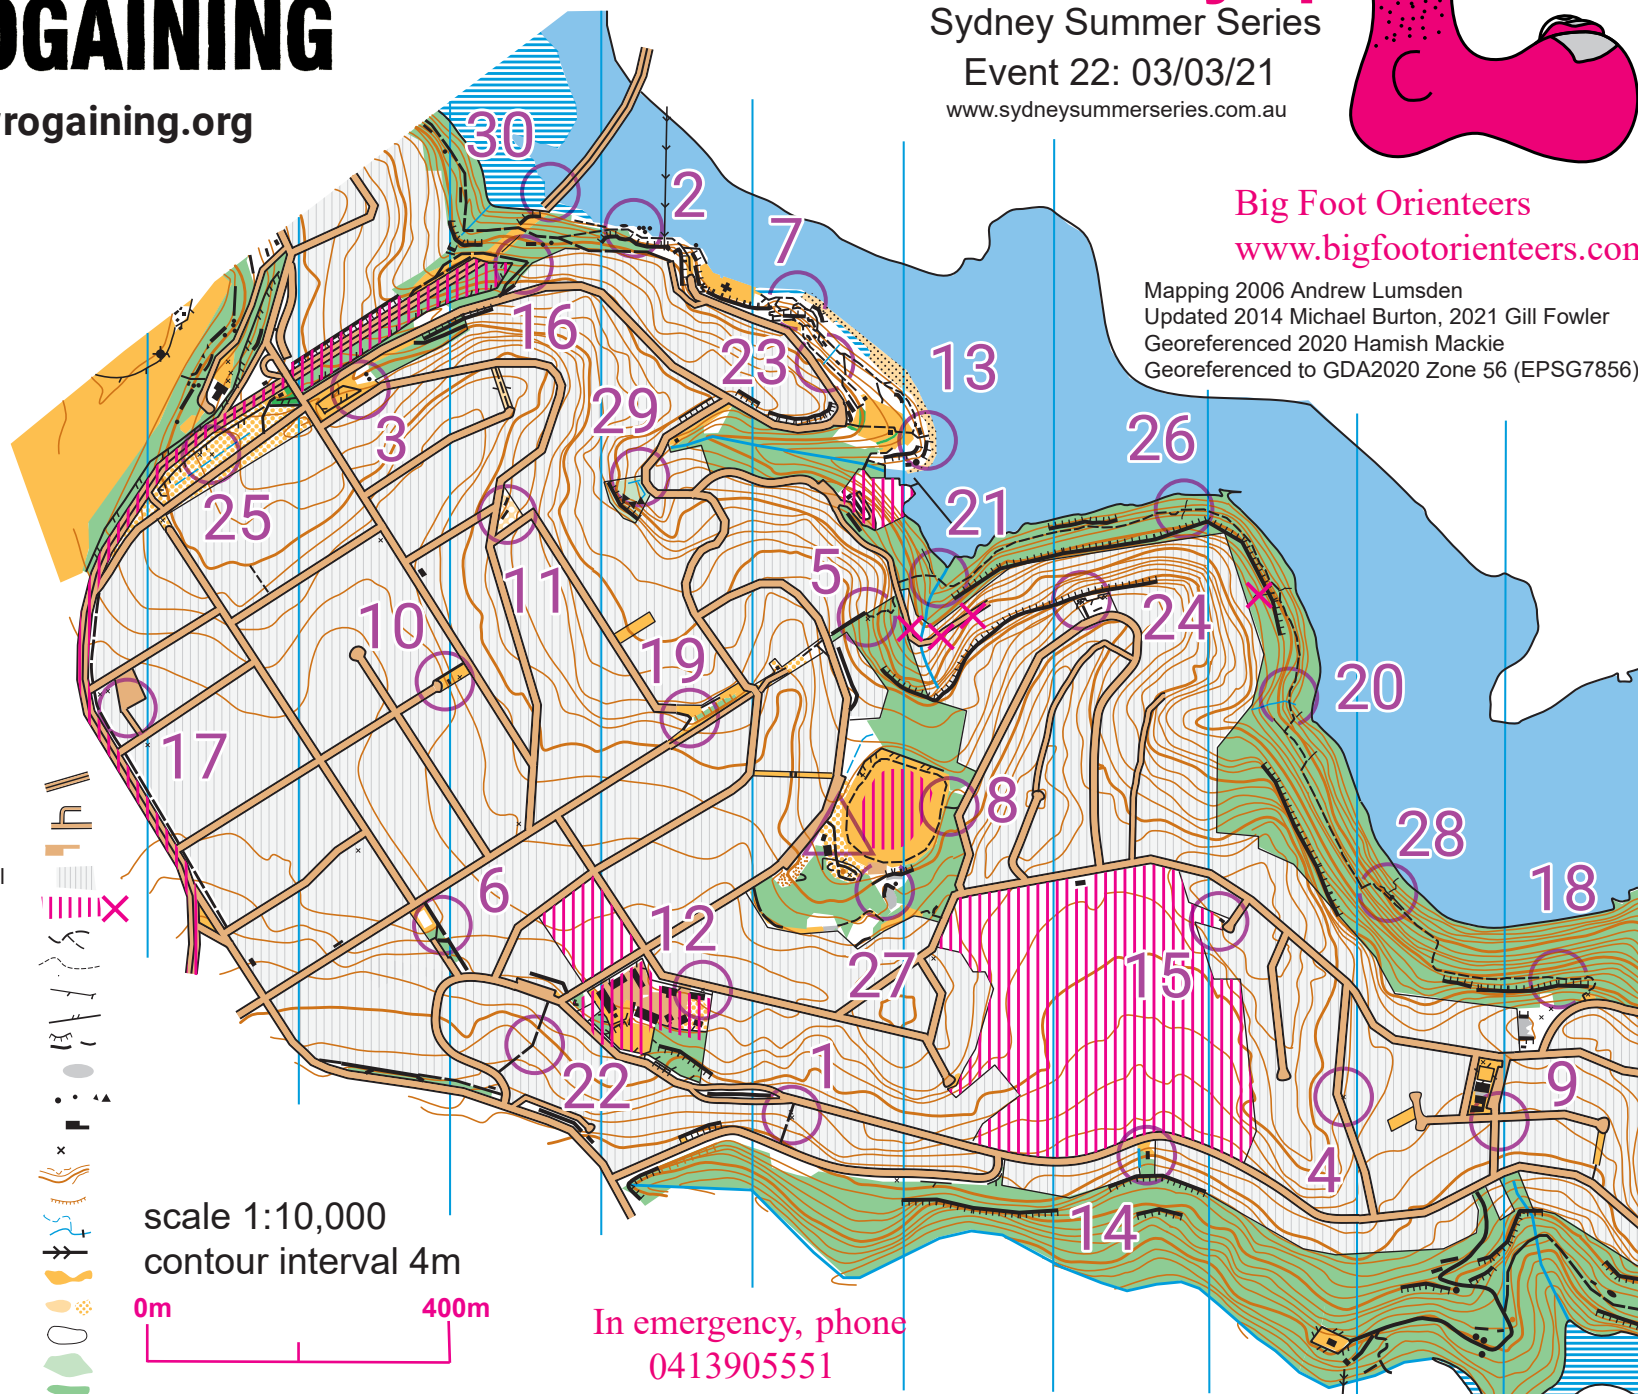 OGAINING
rogaining.org
Sydney Summer Series
Event 22: 03/03/21
www.sydneysummerseries.com.au
Big Foot Orienteers
www.bigfootorienteers.com
Mapping 2006 Andrew Lumsden
Updated 2014 Michael Burton, 2021 Gill Fowler
Georeferenced 2020 Hamish Mackie
Georeferenced to GDA2020 Zone 56 (EPSG7856)
30
2
7
16
23
13
3
29
26
25
21
5
11
24
10
19
20
17
8
28
6
18
12
27
15
1
22
9
4
14
scale 1:10,000
contour interval 4m
0m
400m
In emergency, phone
0413905551